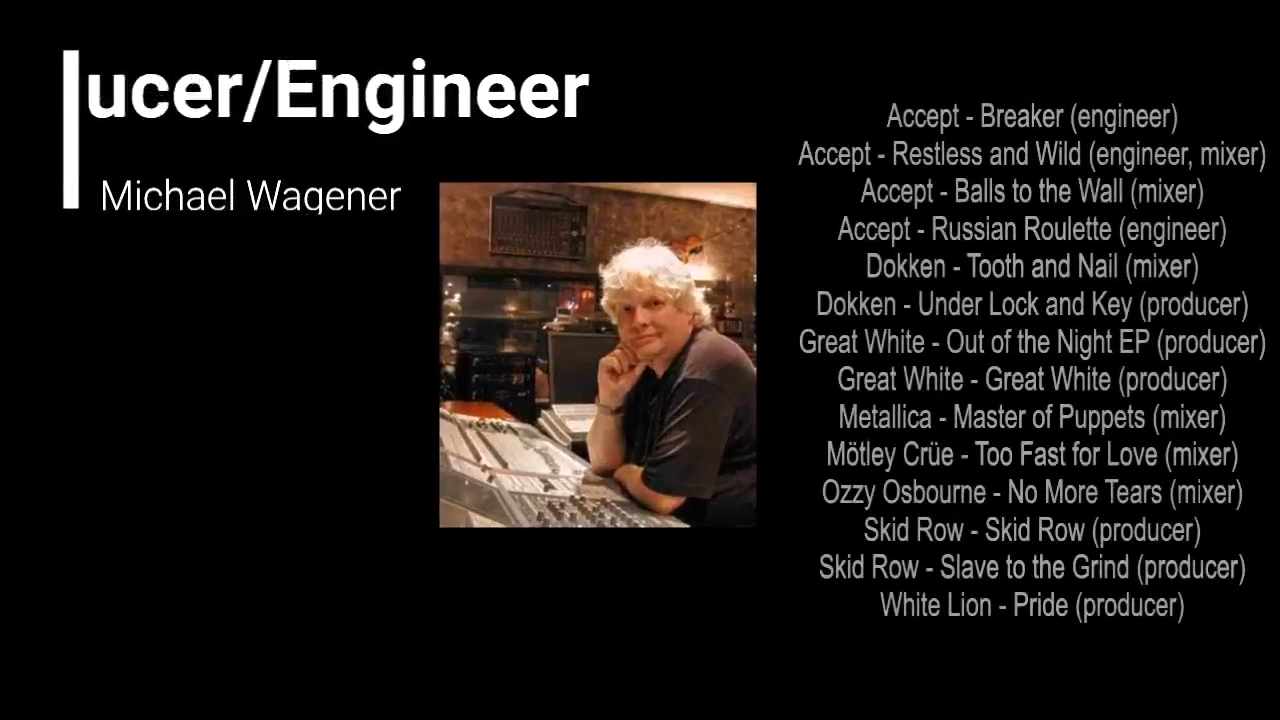 ucer/Engineer
Michael Wagener
Accept - Breaker (engineer)
Accept - Restless and Wild (engineer, mixer)
Accept - Balls to the Wall (mixer)
Accept - Russian Roulette (engineer)
Dokken - Tooth and Nail (mixer)
Dokken - Under Lock and Key (producer)
Great White - Out of the Night EP (producer)
Great White - Great White (producer)
Metallica - Master of Puppets (mixer)
Mötley Crüe - Too Fast for Love (mixer)
Ozzy Osbourne - No More Tears (mixer)
Skid Row - Skid Row (producer)
Skid Row - Slave to the Grind (producer)
White Lion - Pride (producer)